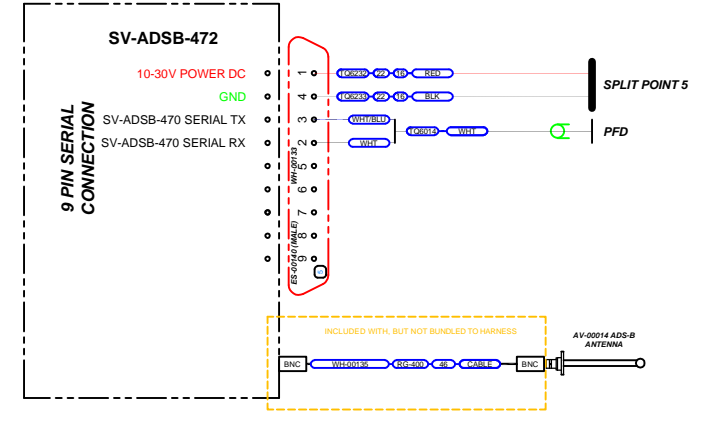 SV-ADSB-472
10-30V POWER DC
GND
SV-ADSB-470 SERIAL TX
SV-ADSB-470 SERIAL RX
9 PIN SERIAL
CONNECTION
1
4
3
2
5
6
7
8
9
WH-00133
ES-00140 (MALE)
TQ6232 22 16 RED
TQ6233 22 16 BLK
WHT/BLU
WHT
TQ6014 WHT
SPLIT POINT 5
PFD
INCLUDED WITH, BUT NOT BUNDLED TO HARNESS
BNC WH-00135 RG-400 46 CABLE BNC
AV-00014 ADS-B
ANTENNA